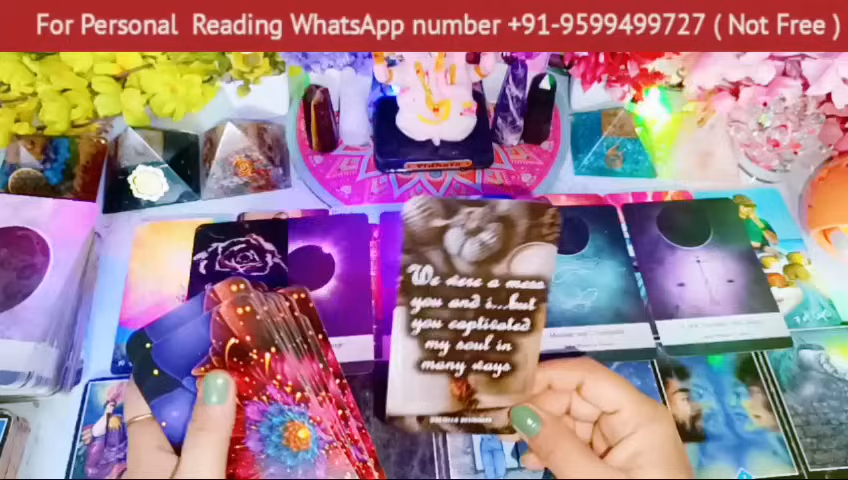 For Personal Reading WhatsApp number +91-9599499727 ( Not Free )
Vidhata
We were a mess
you and i...but
you captivated
my soul in
many ways